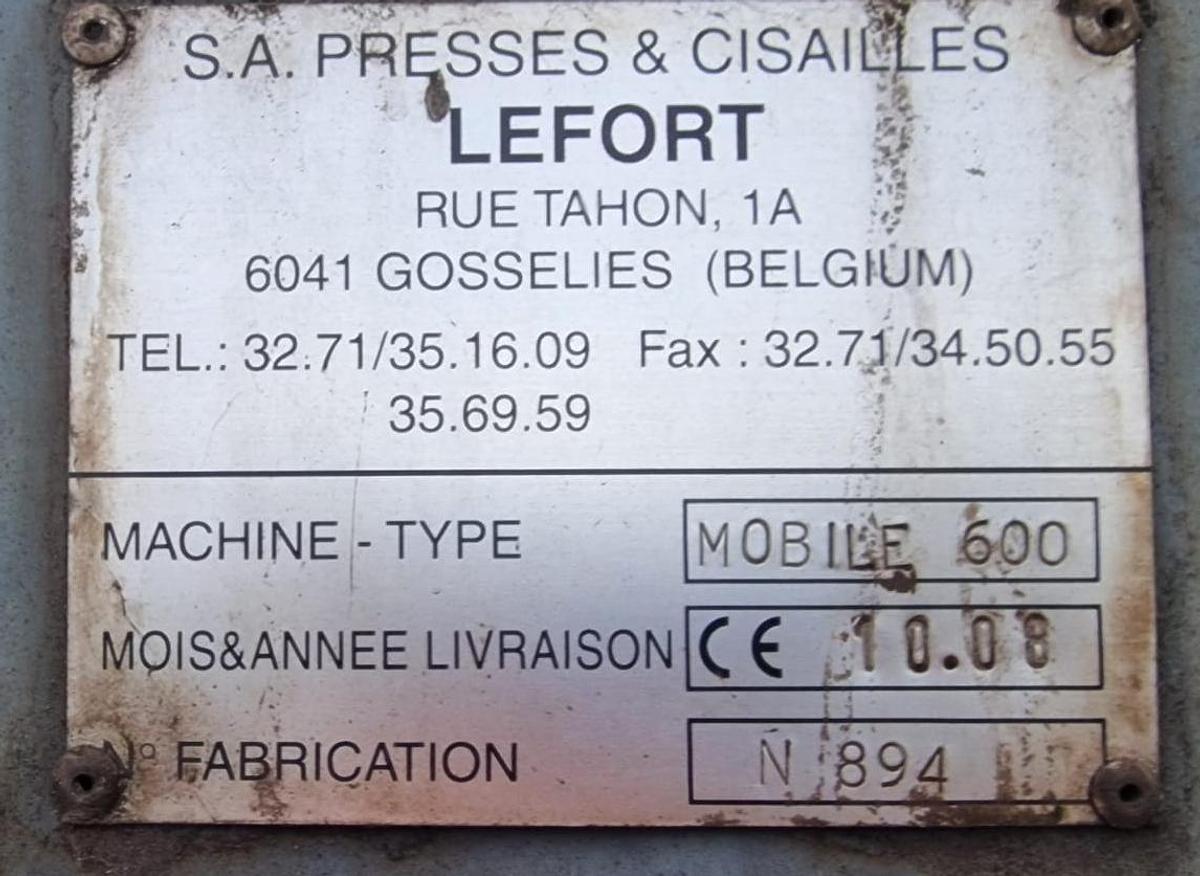 S.A. PRESSES & CISAILLES
LEFORT
RUE TAHON, 1A
6041 GOSSELIES (BELGIUM)
TEL.: 32.71/35.16.09 Fax : 32.71/34.50.55
35.69.59
MACHINE - TYPE MOBILE 600
MOIS&ANNEE LIVRAISON CE 10.08
N° FABRICATION N 894